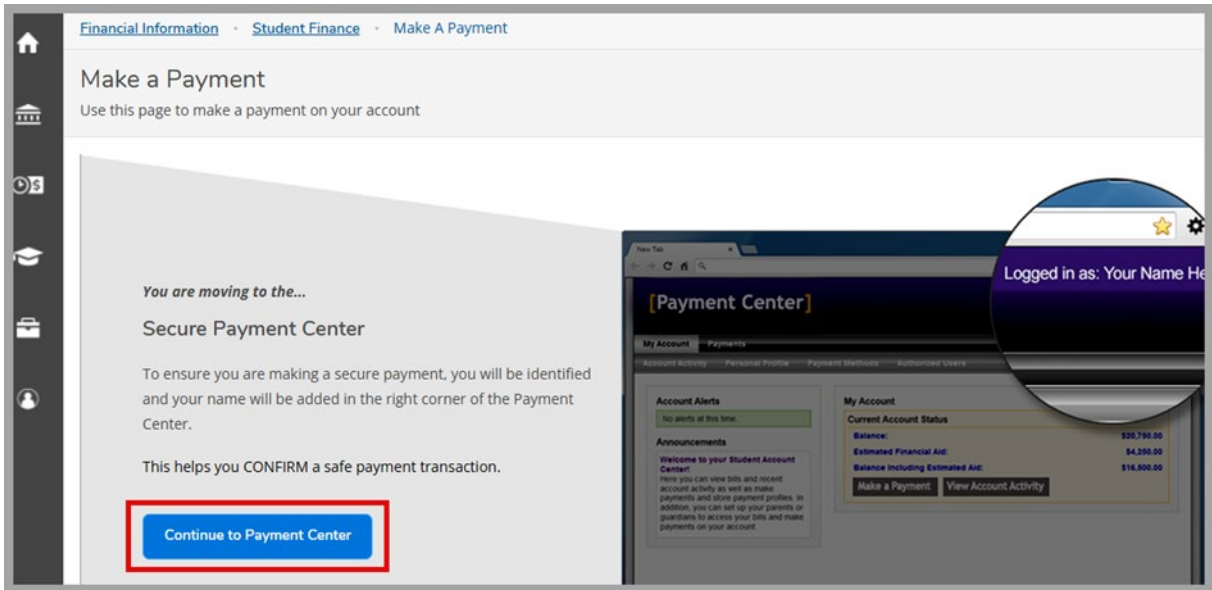 Financial Information · Student Finance · Make A Payment
Make a Payment
Use this page to make a payment on your account
You are moving to the...
Secure Payment Center
To ensure you are making a secure payment, you will be identified
and your name will be added in the right corner of the Payment
Center.
This helps you CONFIRM a safe payment transaction.
Continue to Payment Center
New Tab
Logged in as: Your Name He
[Payment Center]
My Account Payments
Account Activity Personal Profile Payment Methods Authorized Users
Account Alerts
No alerts at this time.
Announcements
Welcome to your Student Account
Center!
Here you can view bills and recent
account activity as well as make
payments and store payment profiles. In
addition, you can set up your parents or
guardians to access your bills and make
payments on your account.
My Account
Current Account Status
Balance: $20,750.00
Estimated Financial Aid: $4,250.00
Balance Including Estimated Aid: $16,500.00
Make a Payment View Account Activity